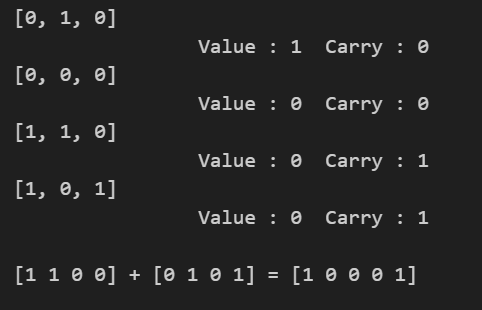 [0, 1, 0]
Value : 1  Carry : 0
[0, 0, 0]
Value : 0  Carry : 0
[1, 1, 0]
Value : 0  Carry : 1
[1, 0, 1]
Value : 0  Carry : 1
[1 1 0 0] + [0 1 0 1] = [1 0 0 0 1]